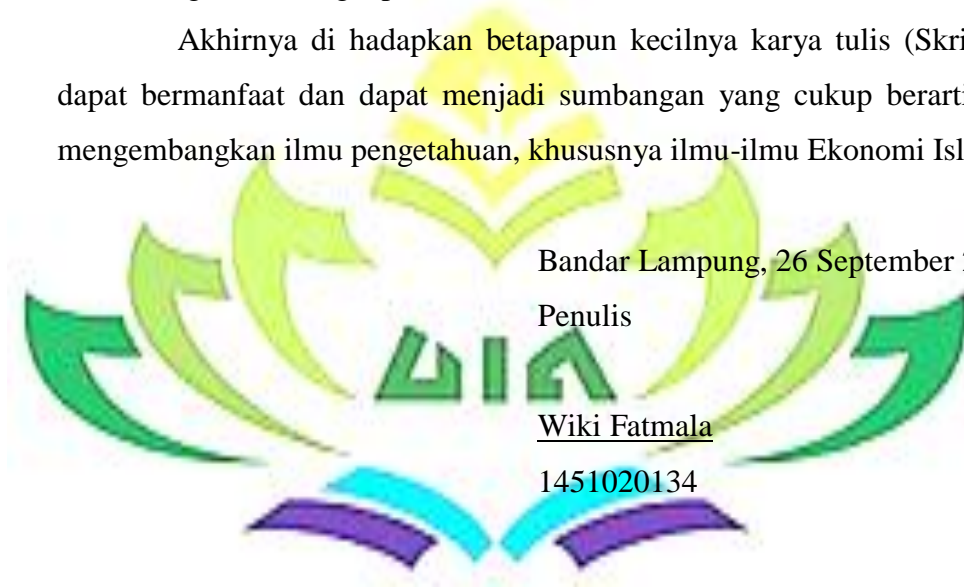 Akhirnya di hadapkan betapapun kecilnya karya tulis (Skri
dapat bermanfaat dan dapat menjadi sumbangan yang cukup berarti
mengembangkan ilmu pengetahuan, khususnya ilmu-ilmu Ekonomi Isl
Bandar Lampung, 26 September
Penulis
UIN
Wiki Fatmala
1451020134